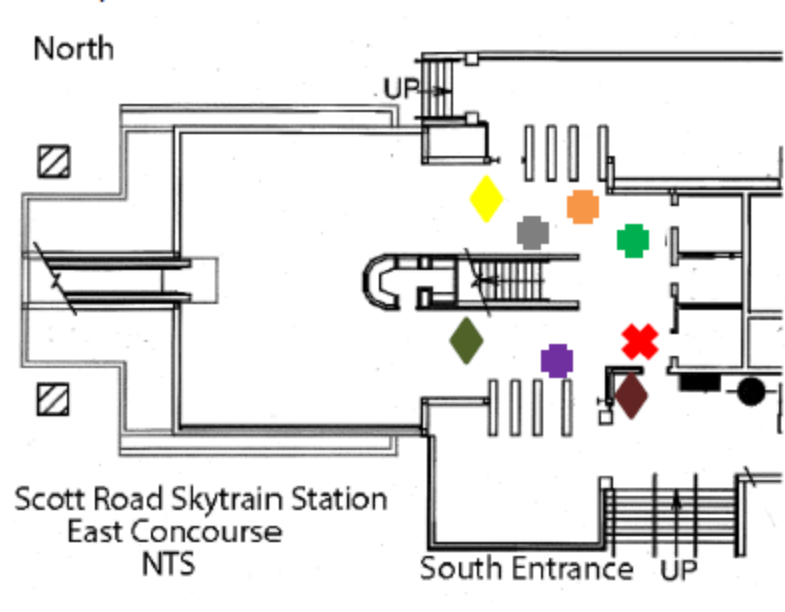 North
UP
Scott Road Skytrain Station
East Concourse
NTS
South Entrance
UP